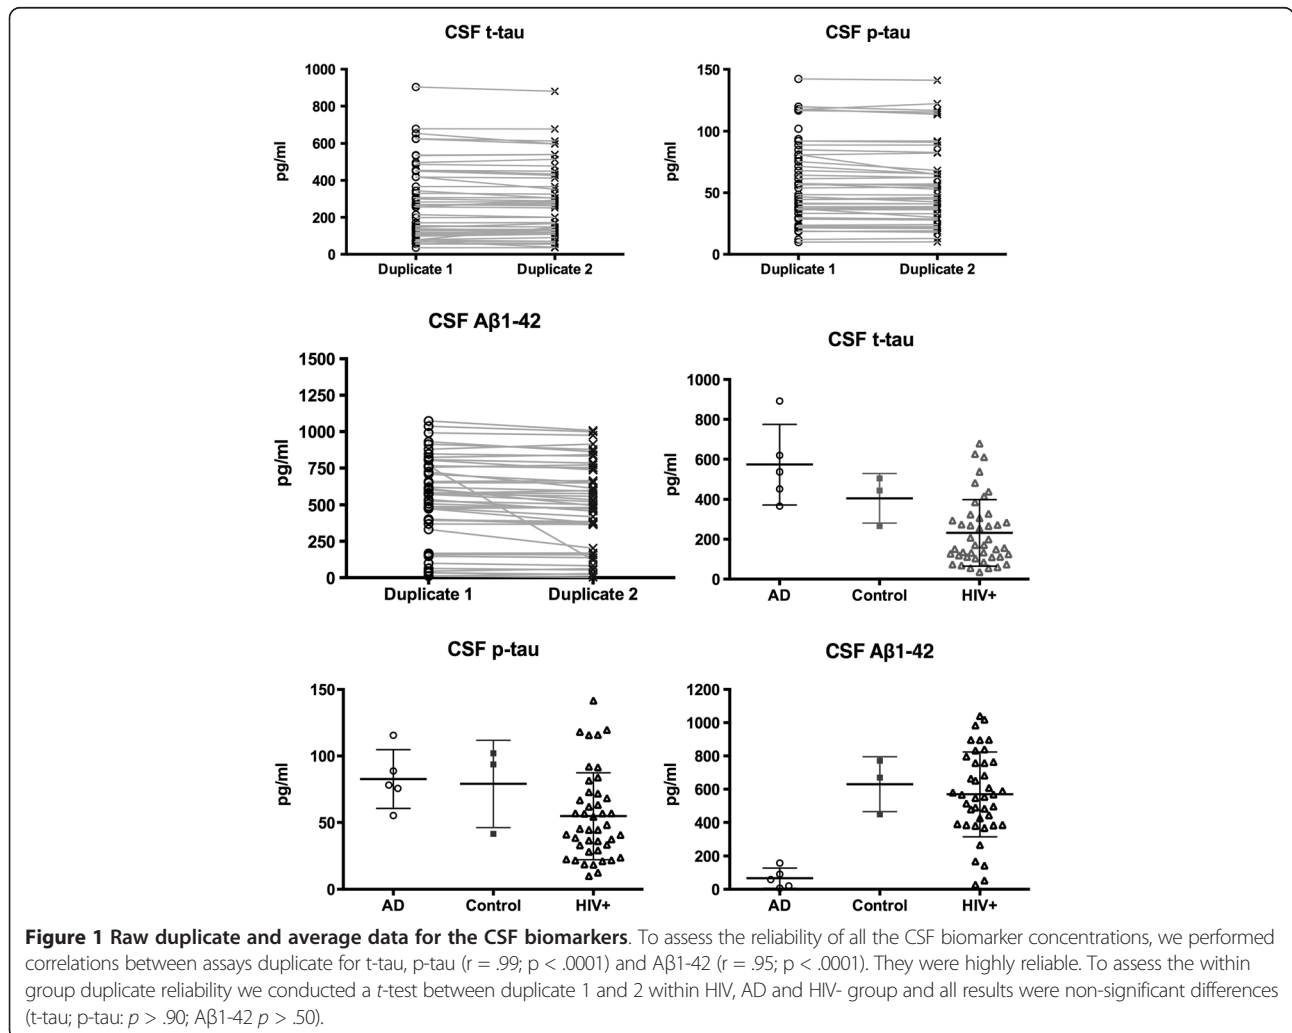 CSF t-tau
1000
800
600
400
200
0
pg/ml
Duplicate 1 Duplicate 2
CSF p-tau
150
100
50
0
pg/ml
Duplicate 1 Duplicate 2
CSF Aβ1-42
1500
1250
1000
750
500
250
0
pg/ml
Duplicate 1 Duplicate 2
CSF t-tau
1000
800
600
400
200
0
pg/ml
AD Control HIV+
CSF p-tau
150
100
50
0
pg/ml
AD Control HIV+
CSF Aβ1-42
1200
1000
800
600
400
200
0
pg/ml
AD Control HIV+
Figure 1 Raw duplicate and average data for the CSF biomarkers. To assess the reliability of all the CSF biomarker concentrations, we performed
correlations between assays duplicate for t-tau, p-tau (r = .99; p < .0001) and Aβ1-42 (r = .95; p < .0001). They were highly reliable. To assess the within
group duplicate reliability we conducted a t-test between duplicate 1 and 2 within HIV, AD and HIV- group and all results were non-significant differences
(t-tau; p-tau: p > .90; Aβ1-42 p > .50).